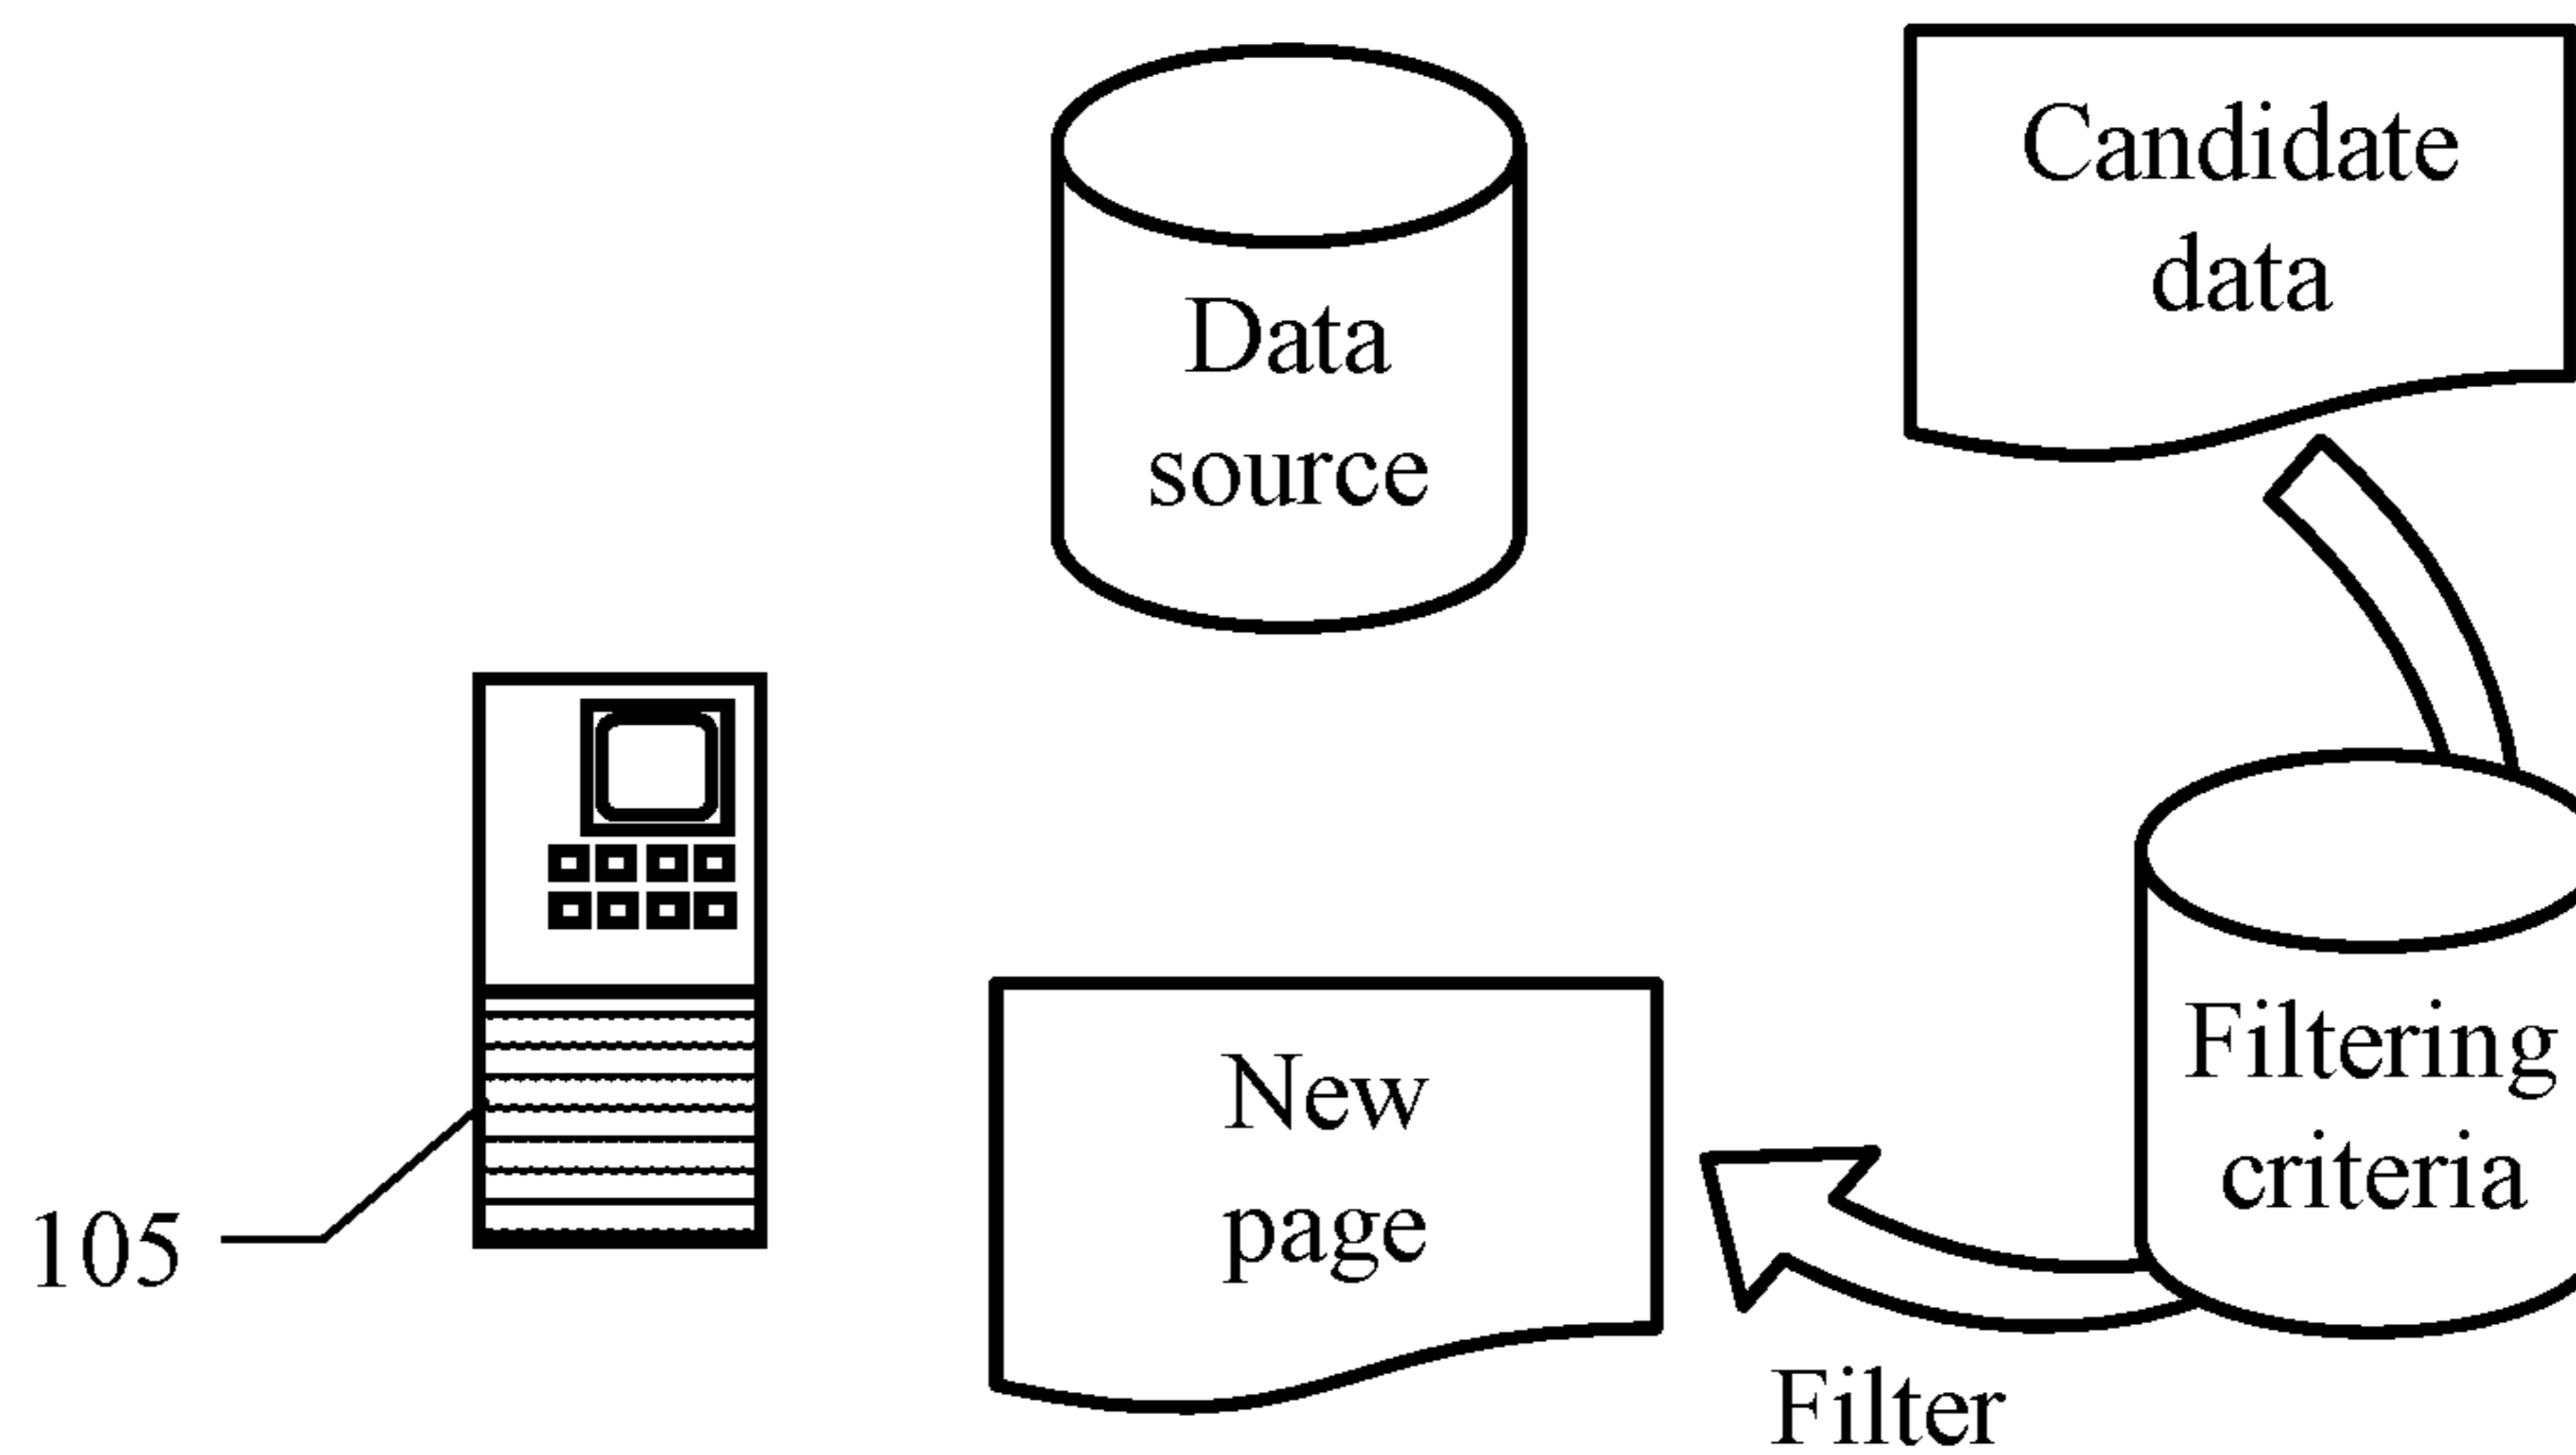 Candidate
data
Data
source
Filtering
criteria
New
page
105
Filter